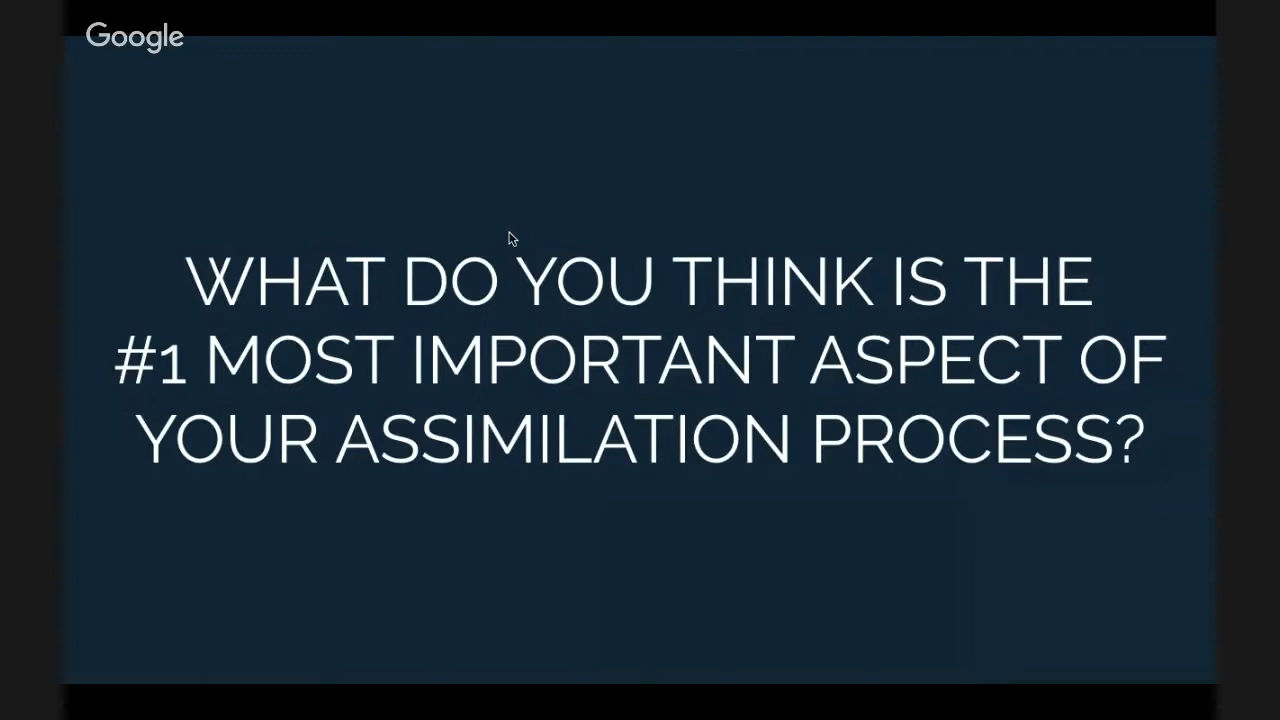 Google
WHAT DO YOU THINK IS THE
#1 MOST IMPORTANT ASPECT OF
YOUR ASSIMILATION PROCESS?